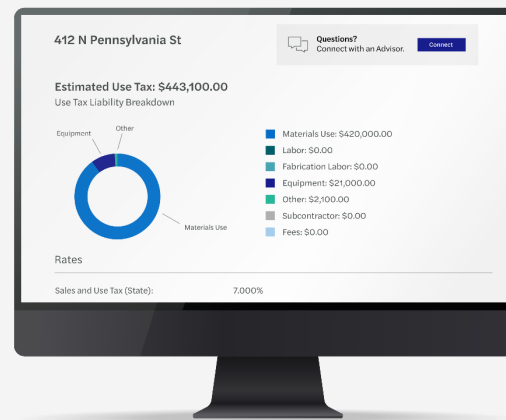 412 N Pennsylvania St
Questions?
Connect with an Advisor.
Connect
Estimated Use Tax: $443,100.00
Use Tax Liability Breakdown
Equipment
Other
Materials Use
Materials Use: $420,000.00
Labor: $0.00
Fabrication Labor: $0.00
Equipment: $21,000.00
Other: $2,100.00
Subcontractor: $0.00
Fees: $0.00
Rates
Sales and Use Tax (State): 7.000%